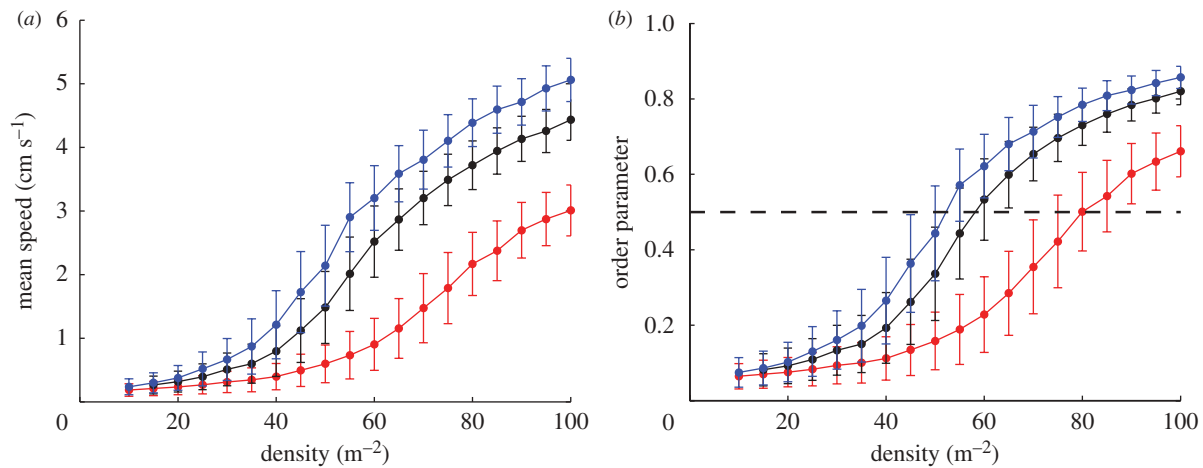 (a)
6
5
4
3
2
1
0
20 40 60 80 100
mean speed ((cm s⁻¹)
density (m⁻²)
(b)
1.0
0.8
0.6
0.4
0.2
0
20 40 60 80 100
order parameter
density (m⁻²)